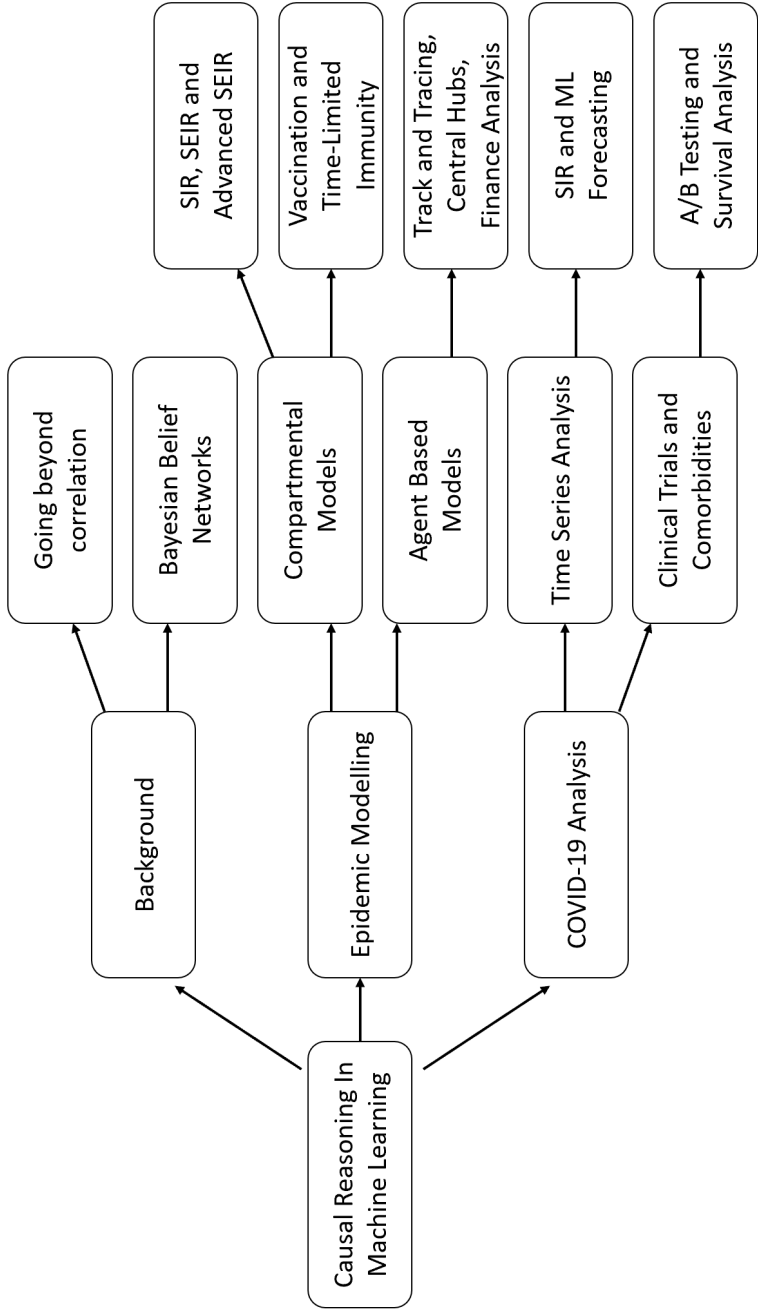 Causal Reasoning In
Machine Learning
Background
Epidemic Modelling
COVID-19 Analysis
Going beyond
correlation
Bayesian Belief
Networks
Compartmental
Models
Agent Based
Models
Time Series Analysis
Clinical Trials and
Comorbidities
SIR, SEIR and
Advanced SEIR
Vaccination and
Time-Limited
Immunity
Track and Tracing,
Central Hubs,
Finance Analysis
SIR and ML
Forecasting
A/B Testing and
Survival Analysis